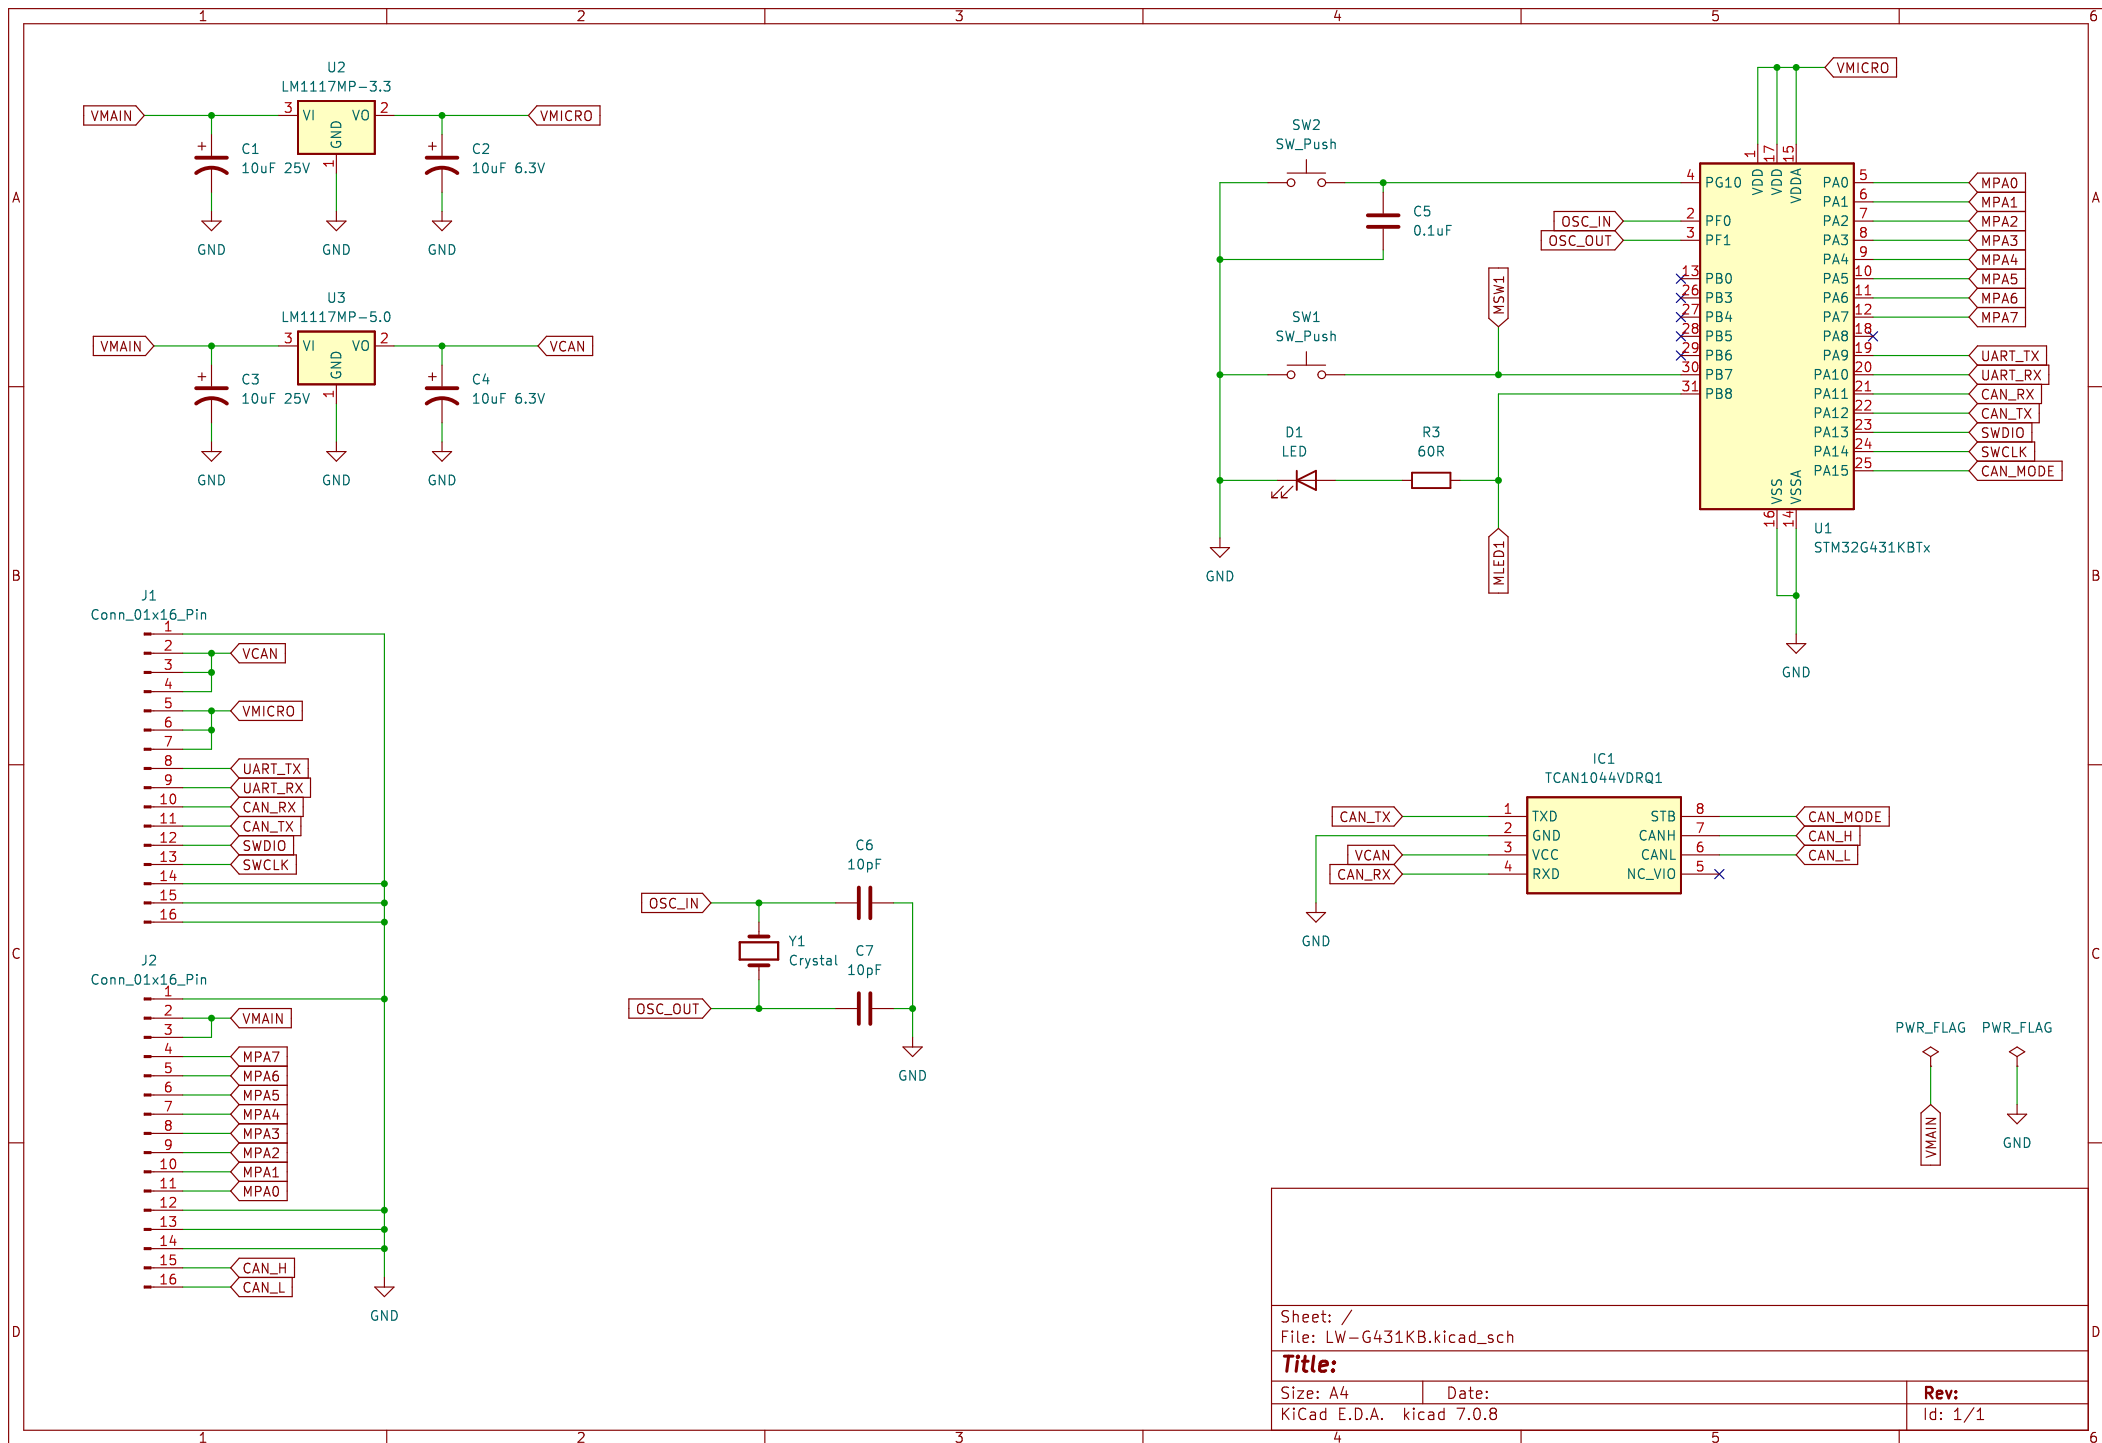 1 2 3 4 5 6
A
B
C
D
U2
LM1117MP-3.3
VMAIN
3 VI VO 2
GND
1
VMICRO
+ C1
10uF 25V
+ C2
10uF 6.3V
GND GND GND
U3
LM1117MP-5.0
VMAIN
3 VI VO 2
GND
1
VCAN
+ C3
10uF 25V
+ C4
10uF 6.3V
GND GND GND
J1
Conn_01x16_Pin
1
2 VCAN
3
4
5 VMICRO
6
7
8 UART_TX
9 UART_RX
10 CAN_RX
11 CAN_TX
12 SWDIO
13 SWCLK
14
15
16
J2
Conn_01x16_Pin
1
2 VMAIN
3
4 MPA7
5 MPA6
6 MPA5
7 MPA4
8 MPA3
9 MPA2
10 MPA1
11 MPA0
12
13
14
15 CAN_H
16 CAN_L
GND
OSC_IN
C6
10pF
Y1
Crystal
C7
10pF
OSC_OUT
GND
SW2
SW_Push
C5
0.1uF
SW1
SW_Push
MSW1
D1
LED
R3
60R
MLED1
GND
VMICRO
1 17 15
VDD VDD VDDA
4 PG10
OSC_IN 2 PF0
OSC_OUT 3 PF1
13 PB0
26 PB3
27 PB4
28 PB5
29 PB6
30 PB7
31 PB8
PA0 5 MPA0
PA1 6 MPA1
PA2 7 MPA2
PA3 8 MPA3
PA4 9 MPA4
PA5 10 MPA5
PA6 11 MPA6
PA7 12 MPA7
PA8 18
PA9 19 UART_TX
PA10 20 UART_RX
PA11 21 CAN_RX
PA12 22 CAN_TX
PA13 23 SWDIO
PA14 24 SWCLK
PA15 25 CAN_MODE
VSS VSSA
16 14
U1
STM32G431KBTx
GND
IC1
TCAN1044VDRQ1
CAN_TX 1 TXD STB 8 CAN_MODE
2 GND CANH 7 CAN_H
VCAN 3 VCC CANL 6 CAN_L
CAN_RX 4 RXD NC_VIO 5
GND
PWR_FLAG PWR_FLAG
VMAIN
GND
Sheet: /
File: LW-G431KB.kicad_sch
Title:
Size: A4 Date: Rev:
KiCad E.D.A. kicad 7.0.8 Id: 1/1
A
B
C
D
1 2 3 4 5 6